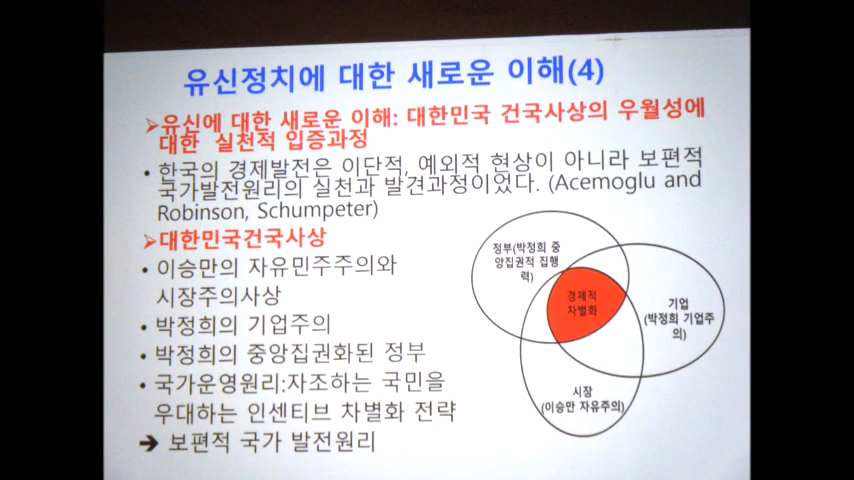 유신정치에 대한 새로운 이해(4)
➢유신에 대한 새로운 이해: 대한민국 건국사상의 우월성에
대한 실천적 입증과정
• 한국의 경제발전은 이단적, 예외적 현상이 아니라 보편적
국가발전원리의 실천과 발견과정이었다. (Acemoglu and
Robinson, Schumpeter)
➢대한민국건국사상
• 이승만의 자유민주주의와
시장주의사상
• 박정희의 기업주의
• 박정희의 중앙집권화된 정부
• 국가운영원리:자조하는 국민을
우대하는 인센티브 차별화 전략
➔ 보편적 국가 발전원리
정부(박정희 중
앙집권적 집행
력)
경제적
차별화
기업
(박정희 기업주
의)
시장
(이승만 자유주의)